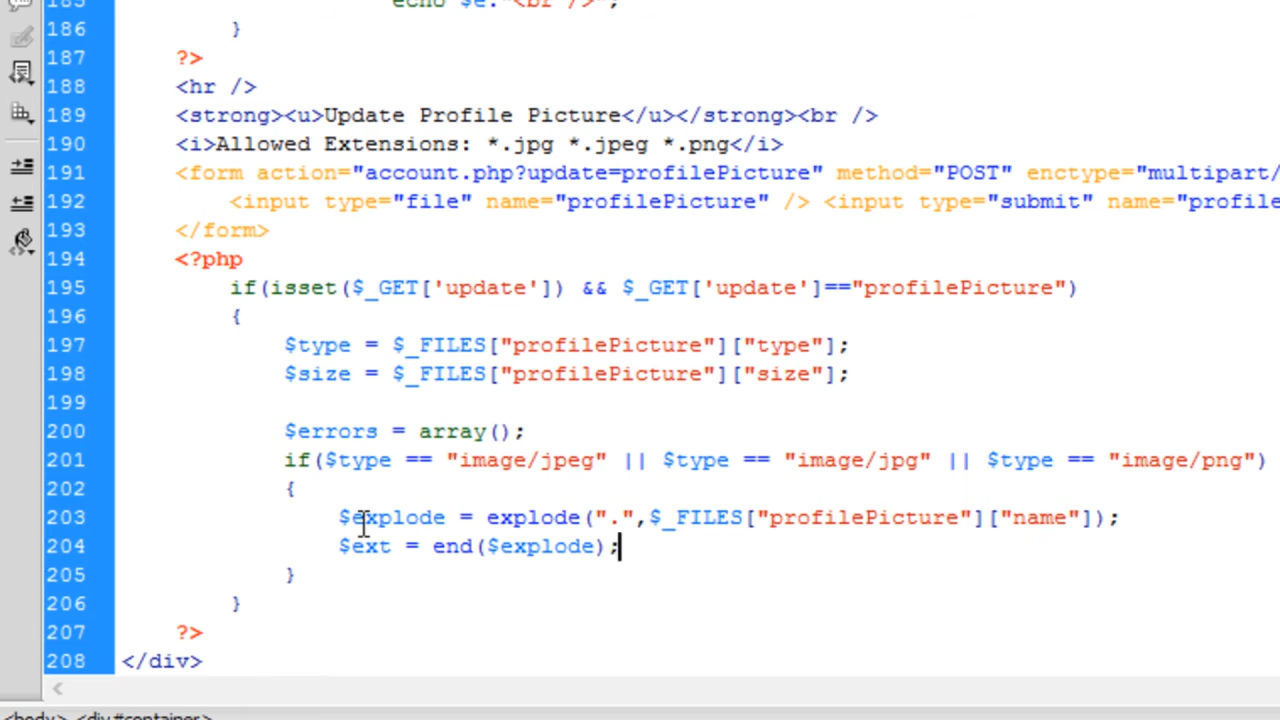 185 echo $e."<br />";
186 }
187 ?>
188 <hr />
189 <strong><u>Update Profile Picture</u></strong><br />
190 <i>Allowed Extensions: *.jpg *.jpeg *.png</i>
191 <form action="account.php?update=profilePicture" method="POST" enctype="multipart/
192 <input type="file" name="profilePicture" /> <input type="submit" name="profile
193 </form>
194 <?php
195 if(isset($_GET['update']) && $_GET['update']=="profilePicture")
196 {
197 $type = $_FILES["profilePicture"]["type"];
198 $size = $_FILES["profilePicture"]["size"];
199
200 $errors = array();
201 if($type == "image/jpeg" || $type == "image/jpg" || $type == "image/png")
202 {
203 $explode = explode(".",$_FILES["profilePicture"]["name"]);
204 $ext = end($explode);
205 }
206 }
207 ?>
208 </div>
<body> <div#container>